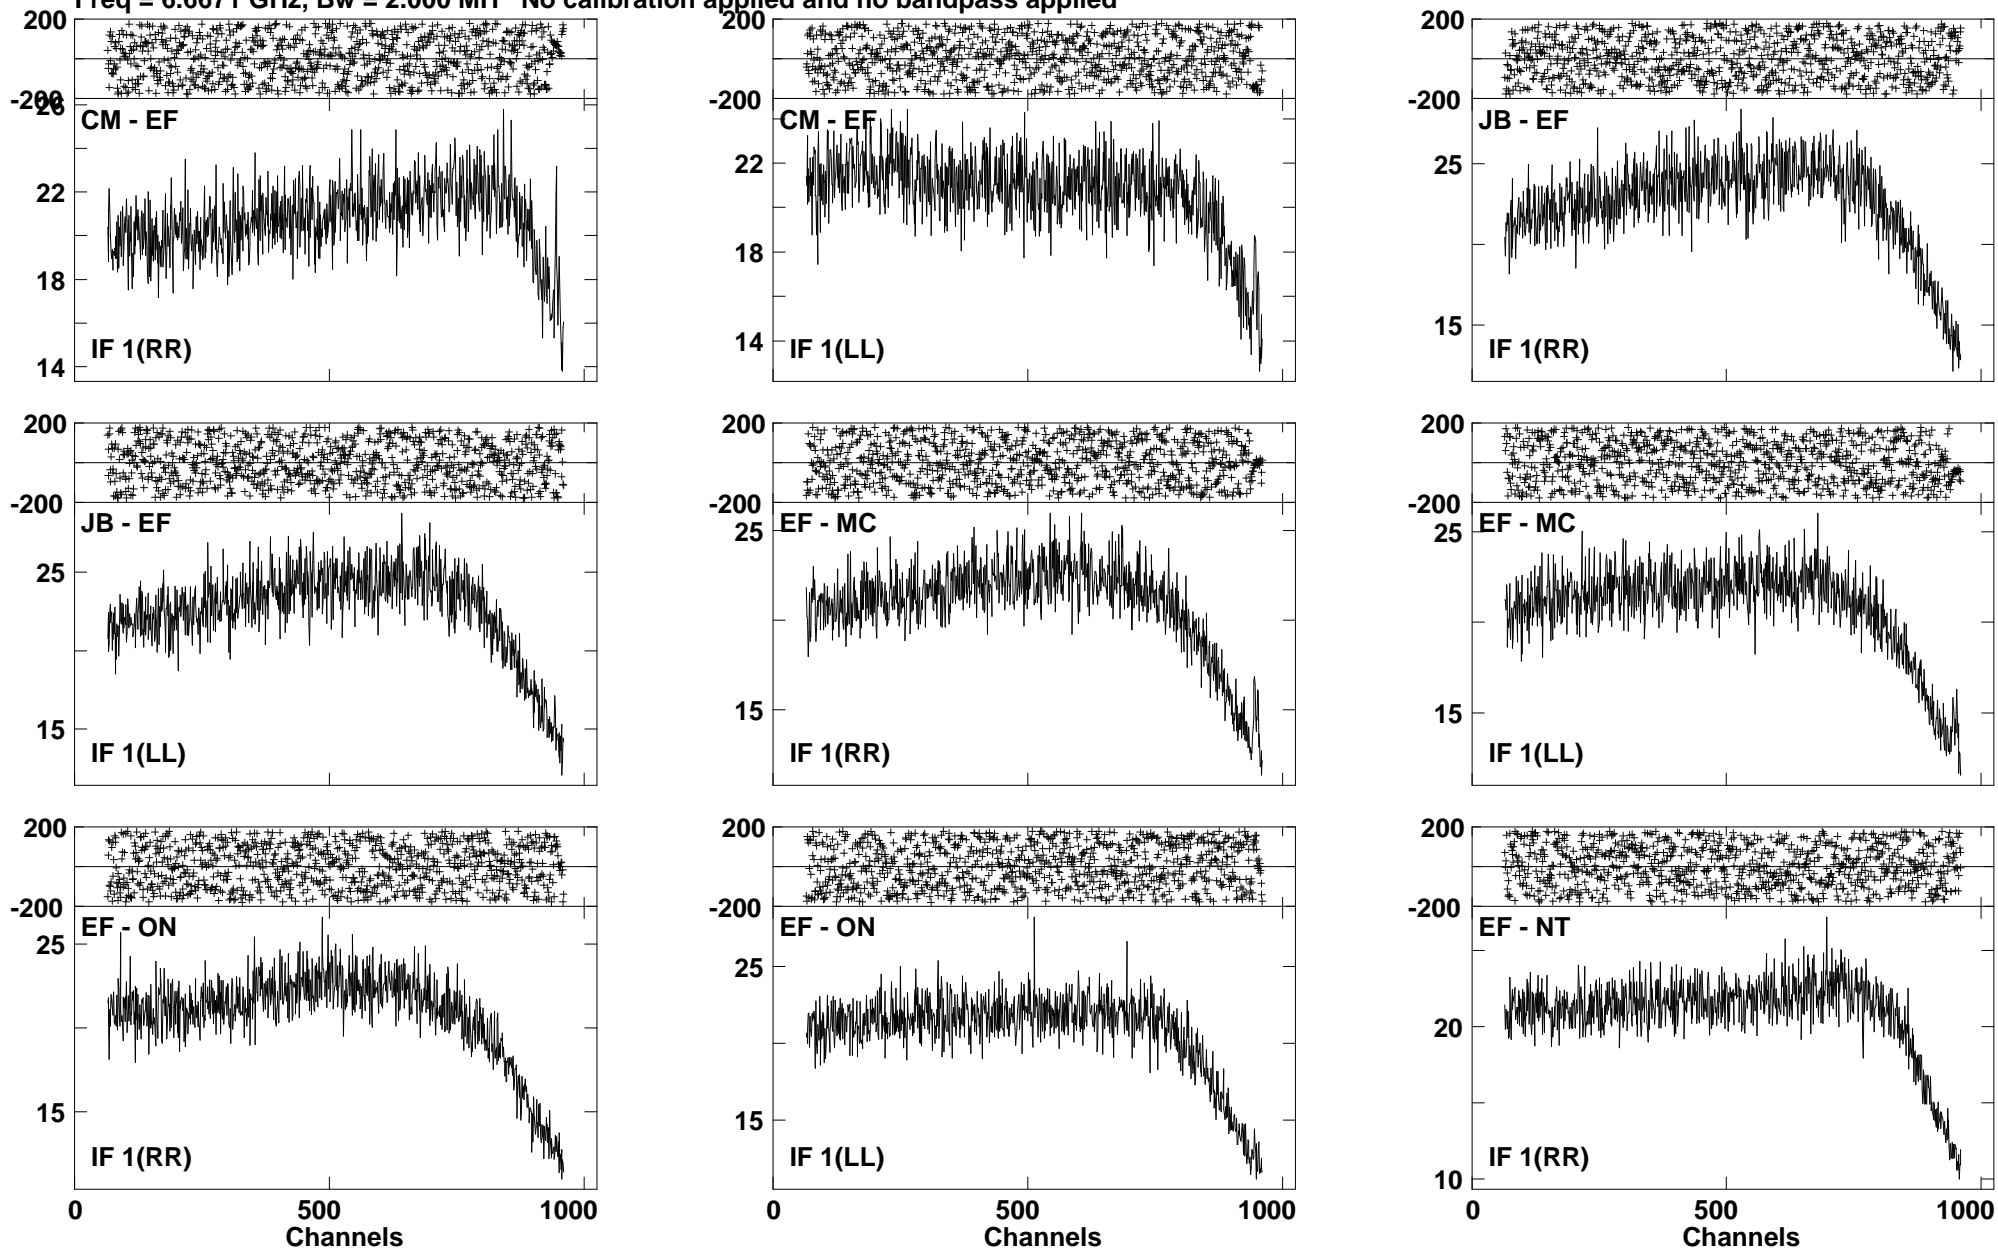 Freq = 6.6671 GHz, Bw = 2.000 MH No calibration applied and no bandpass applied
200 200 200
-200 -200
26
CM - EF CM - EF JB - EF
22 22 25
18 18
14 14 15
IF 1(RR) IF 1(LL) IF 1(RR)
200 200 200
-200 -200 -200
JB - EF EF - MC EF - MC
25 25 25
15 15 15
IF 1(LL) IF 1(RR) IF 1(LL)
200 200 200
-200 -200 -200
EF - ON EF - ON EF - NT
25 25 20
15 15 10
IF 1(RR) IF 1(LL) IF 1(RR)
0 500 1000 0 500 1000 0 500 1000
Channels Channels Channels